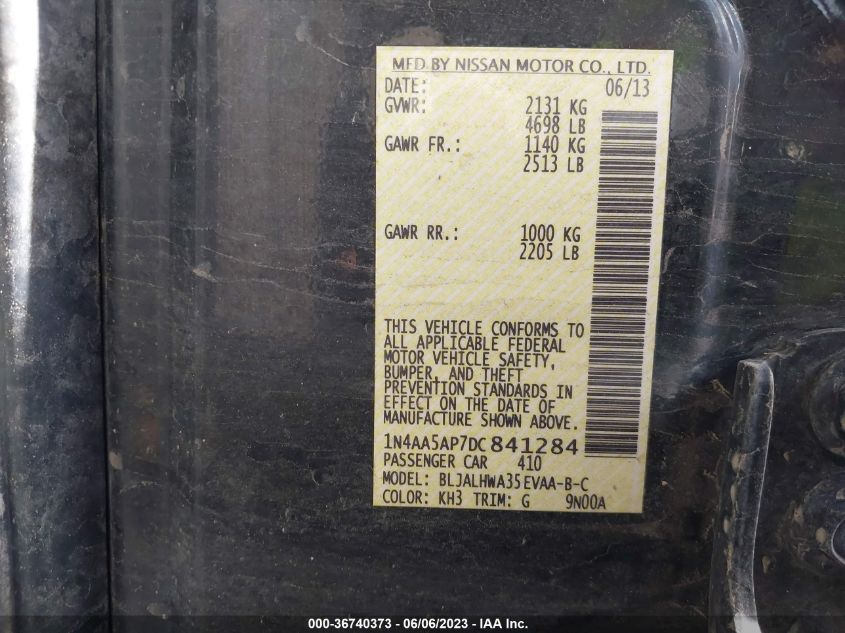 MFD BY NISSAN MOTOR CO., LTD.
DATE: 06/13
GVWR: 2131 KG
4698 LB
GAWR FR.: 1140 KG
2513 LB
GAWR RR.: 1000 KG
2205 LB
THIS VEHICLE CONFORMS TO
ALL APPLICABLE FEDERAL
MOTOR VEHICLE SAFETY,
BUMPER, AND THEFT
PREVENTION STANDARDS IN
EFFECT ON THE DATE OF
MANUFACTURE SHOWN ABOVE.
1N4AA5AP7DC841284
PASSENGER CAR 410
MODEL: BLJALHWA35EVAA-B-C
COLOR: KH3 TRIM: G 9N00A
000-36740373 - 06/06/2023 - IAA Inc.